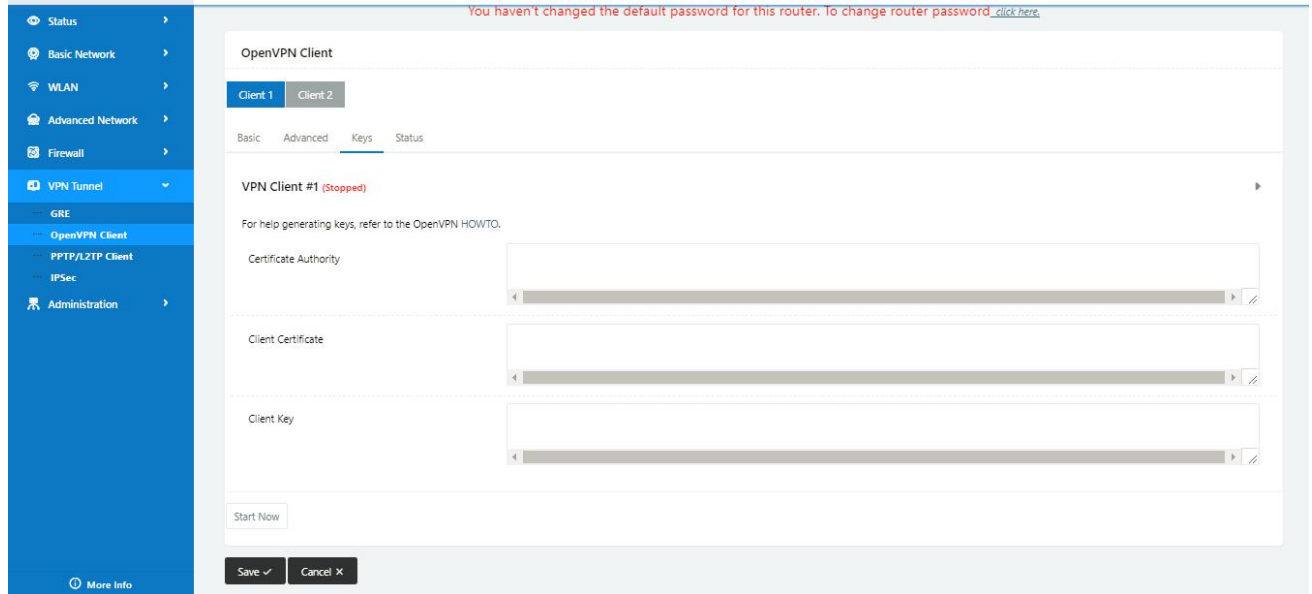 You haven't changed the default password for this router. To change router password click here.
Status
Basic Network
WLAN
Advanced Network
Firewall
VPN Tunnel
GRE
OpenVPN Client
PPTP/L2TP Client
IPSec
Administration
More Info
OpenVPN Client
Client 1 Client 2
Basic Advanced Keys Status
VPN Client #1 (Stopped)
For help generating keys, refer to the OpenVPN HOWTO.
Certificate Authority
Client Certificate
Client Key
Start Now
Save Cancel